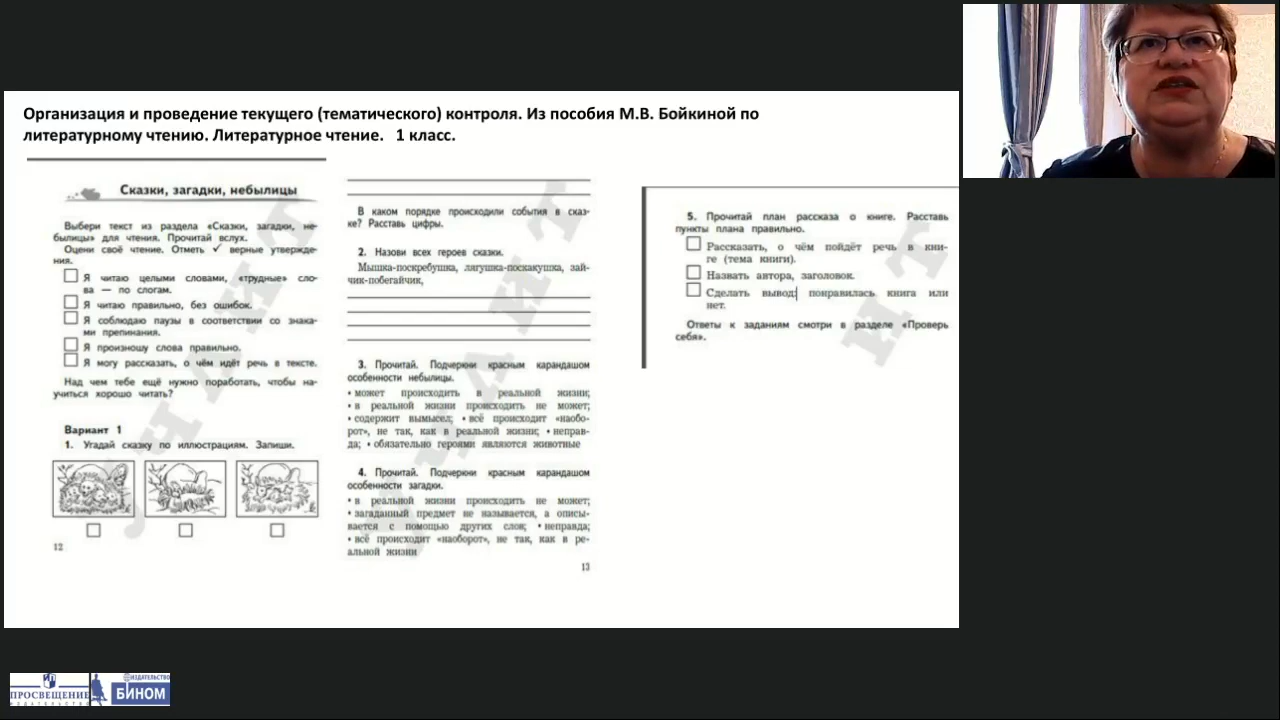 Организация и проведение текущего (тематического) контроля. Из пособия М.В. Бойкиной по
литературному чтению. Литературное чтение.   1 класс.
Сказки, загадки, небылицы
Выбери текст из раздела «Сказки, загадки, не-
былицы» для чтения. Прочитай вслух.
Оцени своё чтение. Отметь ✓ верные утвержде-
ния.
Я читаю целыми словами, «трудные» сло-
ва — по слогам.
Я читаю правильно, без ошибок.
Я соблюдаю паузы в соответствии со знака-
ми препинания.
Я произношу слова правильно.
Я могу рассказать, о чём идёт речь в тексте.
Над чем тебе ещё нужно поработать, чтобы на-
учиться хорошо читать?
Вариант 1
1. Угадай сказку по иллюстрациям. Запиши.
12
В каком порядке происходили события в сказ-
ке? Расставь цифры.
2. Назови всех героев сказки.
Мышка-поскребушка, лягушка-поскакушка, зай-
чик-побегайчик,
3. Прочитай. Подчеркни красным карандашом
особенности небылицы.
• может происходить в реальной жизни;
• в реальной жизни происходить не может;
• содержит вымысел; • всё происходит «наобо-
рот», не так, как в реальной жизни; • неправ-
да; • обязательно героями являются животные
4. Прочитай. Подчеркни красным карандашом
особенности загадки.
• в реальной жизни происходить не может;
• загаданный предмет не называется, а описы-
вается с помощью других слов; • неправда;
• всё происходит «наоборот», не так, как в ре-
альной жизни
13
5. Прочитай план рассказа о книге. Расставь
пункты плана правильно.
Рассказать, о чём пойдёт речь в кни-
ге (тема книги).
Назвать автора, заголовок.
Сделать вывод: понравилась книга или
нет.
Ответы к заданиям смотри в разделе «Проверь
себя».
ПРОСВЕЩЕНИЕ
ИЗДАТЕЛЬСТВО
ИЗДАТЕЛЬСТВО
БИНОМ